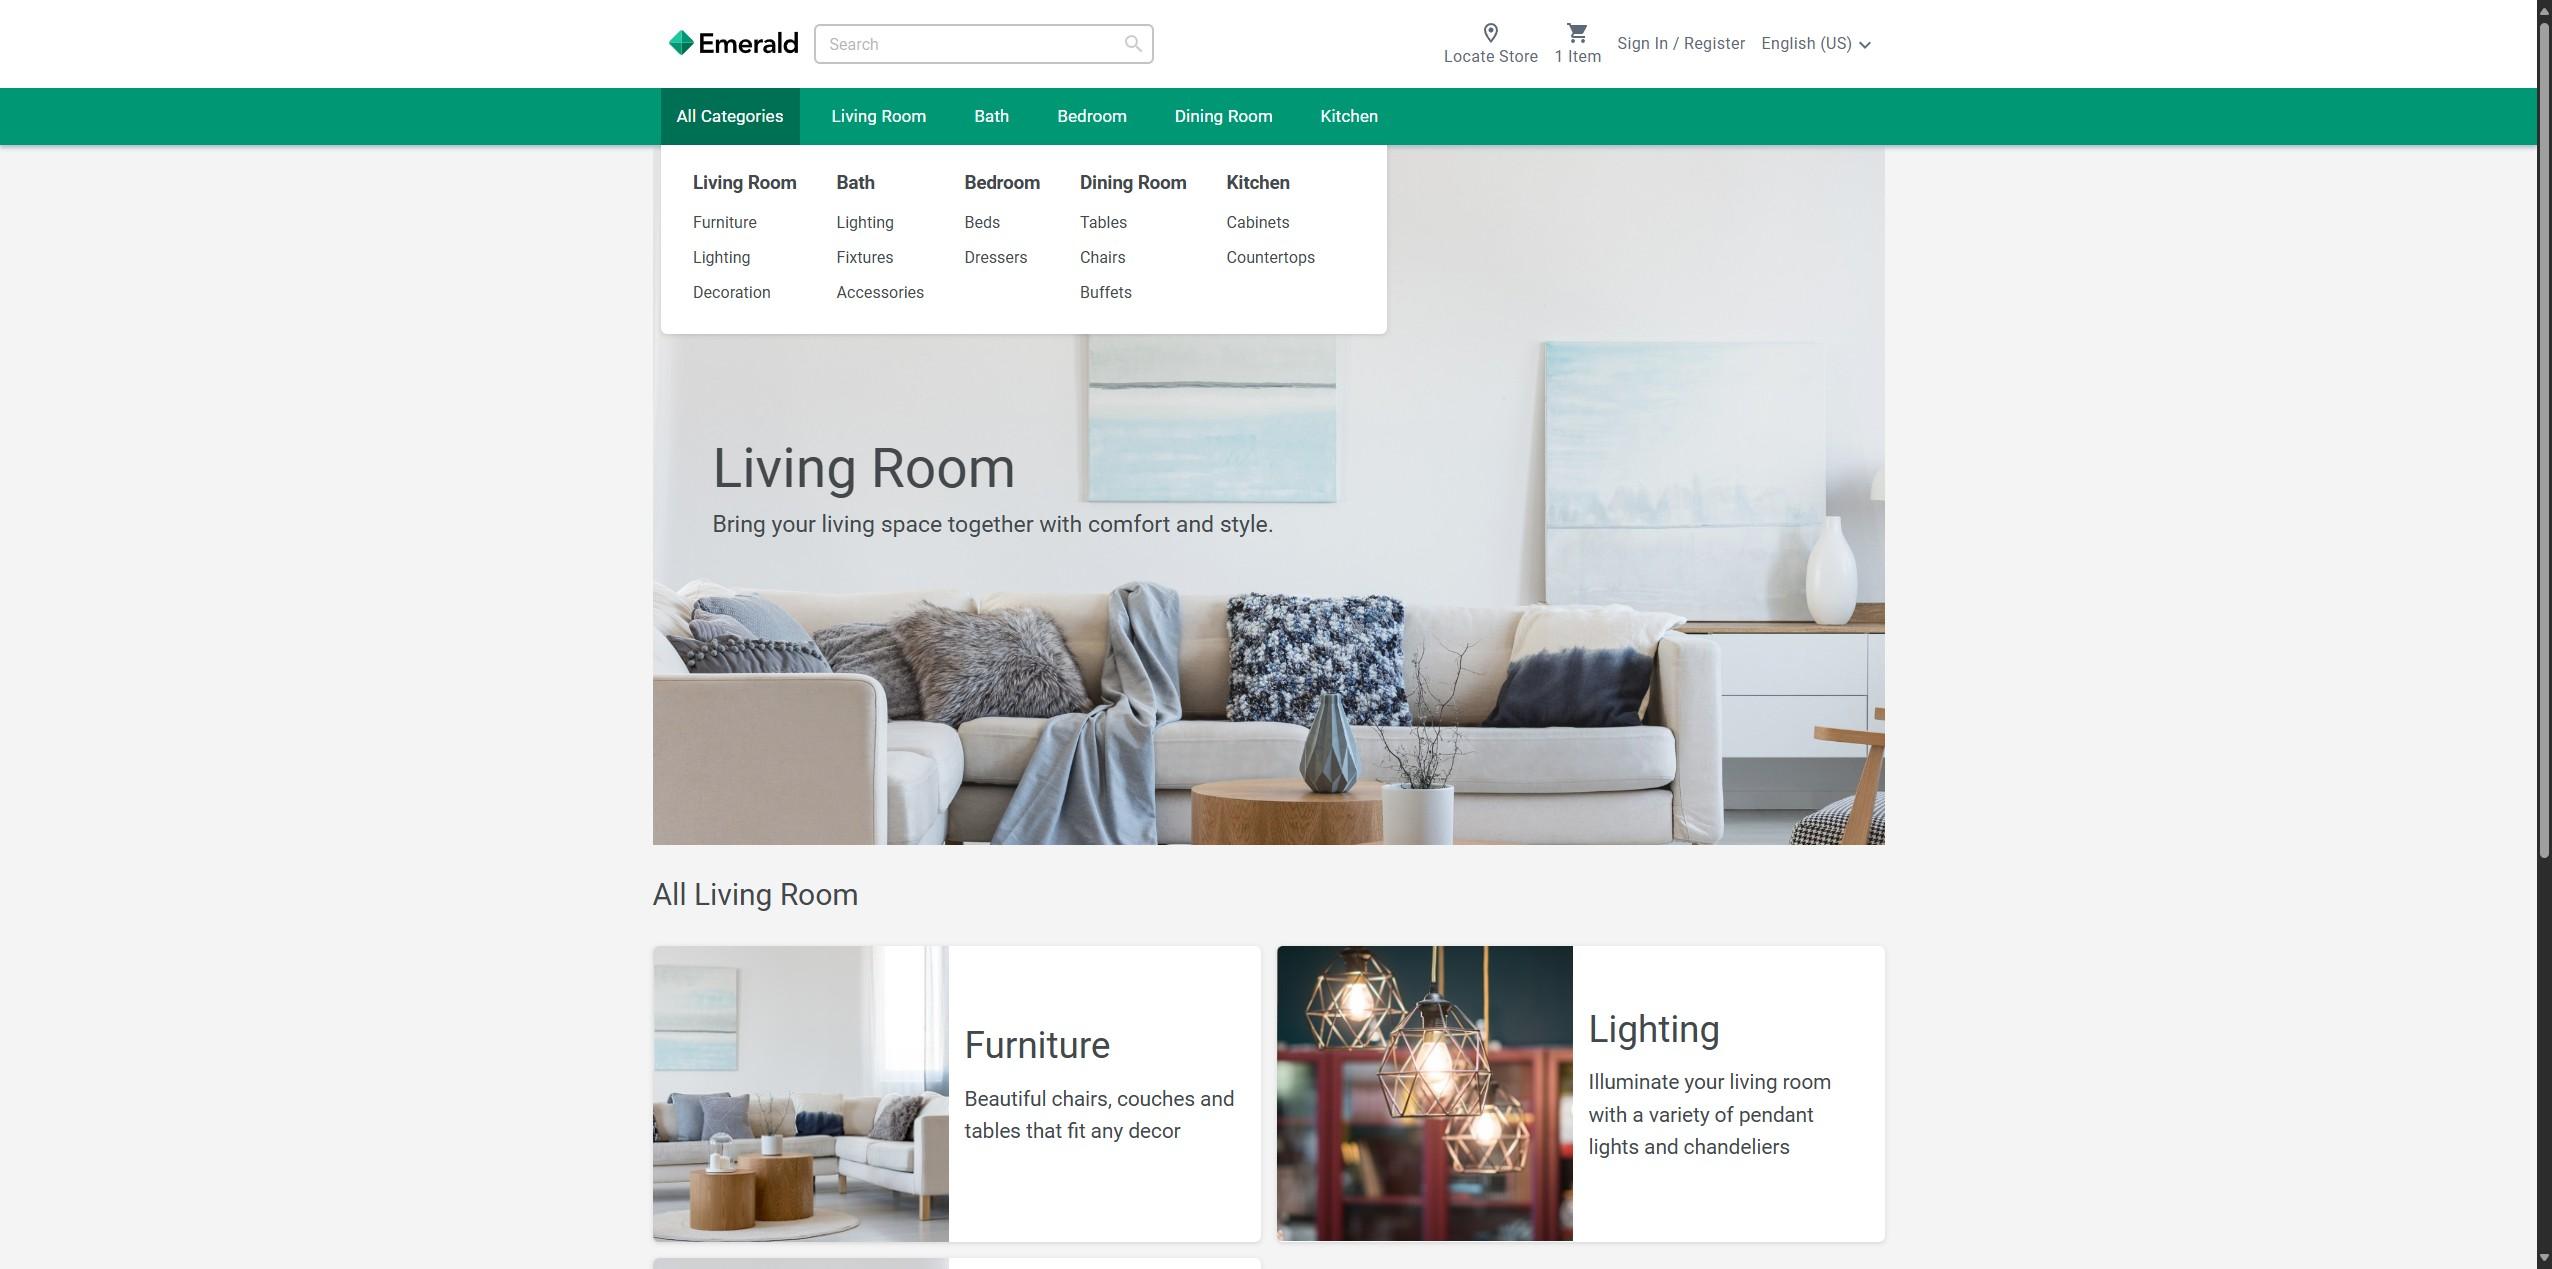 Emerald
Search
Locate Store
1 Item
Sign In / Register
English (US)
All Categories
Living Room
Bath
Bedroom
Dining Room
Kitchen
Living Room
Furniture
Lighting
Decoration
Bath
Lighting
Fixtures
Accessories
Bedroom
Beds
Dressers
Dining Room
Tables
Chairs
Buffets
Kitchen
Cabinets
Countertops
Living Room
Bring your living space together with comfort and style.
All Living Room
Furniture
Beautiful chairs, couches and
tables that fit any decor
Lighting
Illuminate your living room
with a variety of pendant
lights and chandeliers